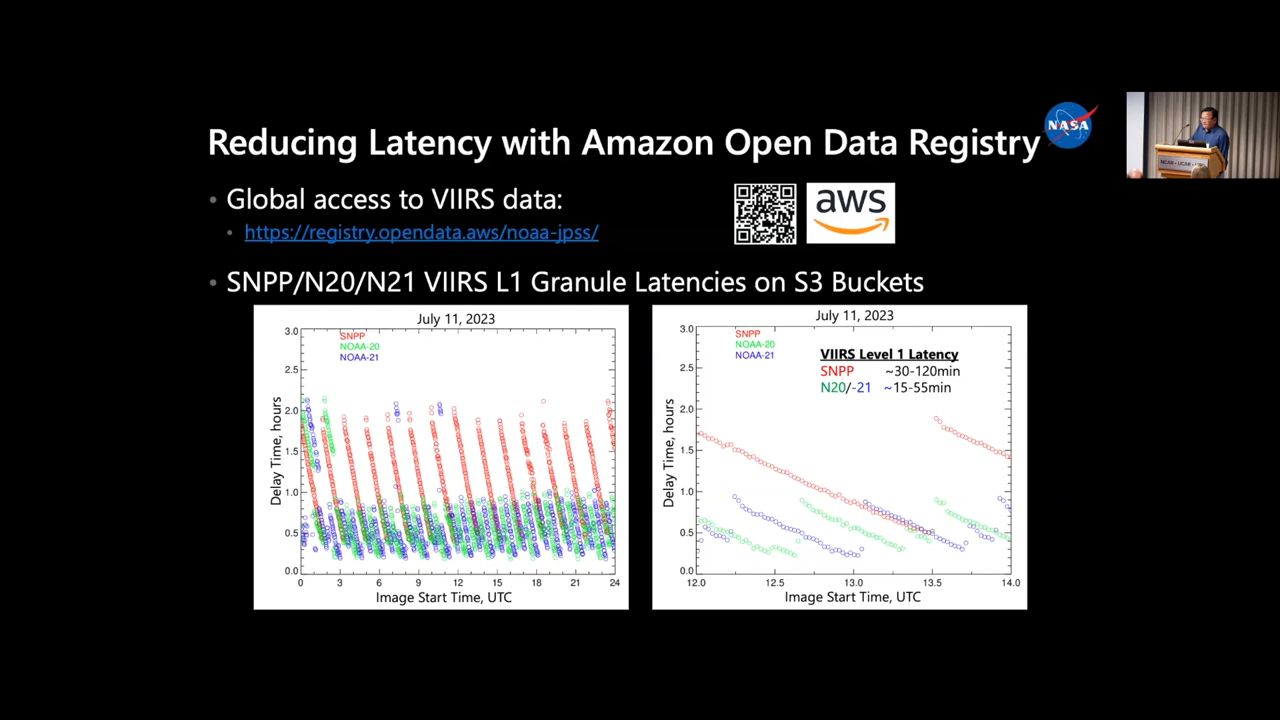 Reducing Latency with Amazon Open Data Registry
NASA
• Global access to VIIRS data:
• https://registry.opendata.aws/noaa-jpss/
aws
• SNPP/N20/N21 VIIRS L1 Granule Latencies on S3 Buckets
July 11, 2023
SNPP
NOAA-20
NOAA-21
Delay Time, hours
3.0
2.5
2.0
1.5
1.0
0.5
0.0
0 3 6 9 12 15 18 21 24
Image Start Time, UTC
July 11, 2023
SNPP
NOAA-20
NOAA-21
VIIRS Level 1 Latency
SNPP ~30-120min
N20/-21 ~15-55min
Delay Time, hours
3.0
2.5
2.0
1.5
1.0
0.5
0.0
12.0 12.5 13.0 13.5 14.0
Image Start Time, UTC